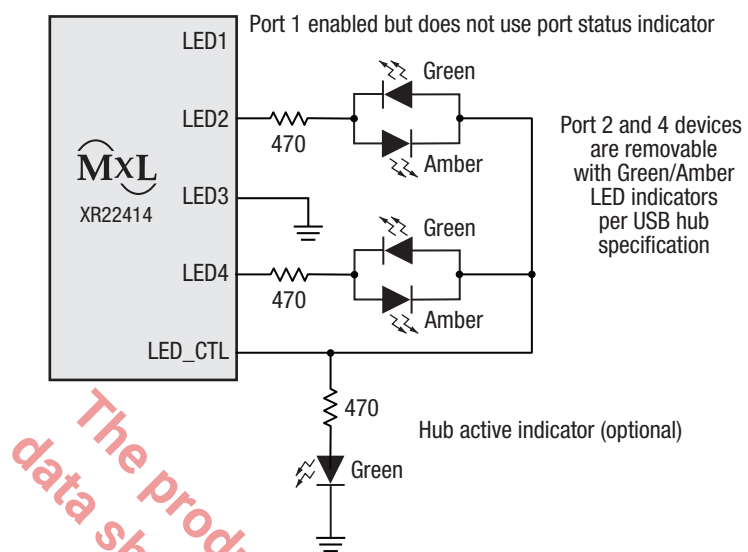 Port 1 enabled but does not use port status indicator
LED1
Green
LED2
470
Amber
Port 2 and 4 devices
are removable
with Green/Amber
LED indicators
per USB hub
specification
MxL
XR22414
LED3
Green
LED4
470
Amber
LED_CTL
470
Hub active indicator (optional)
Green
The produ
data sh